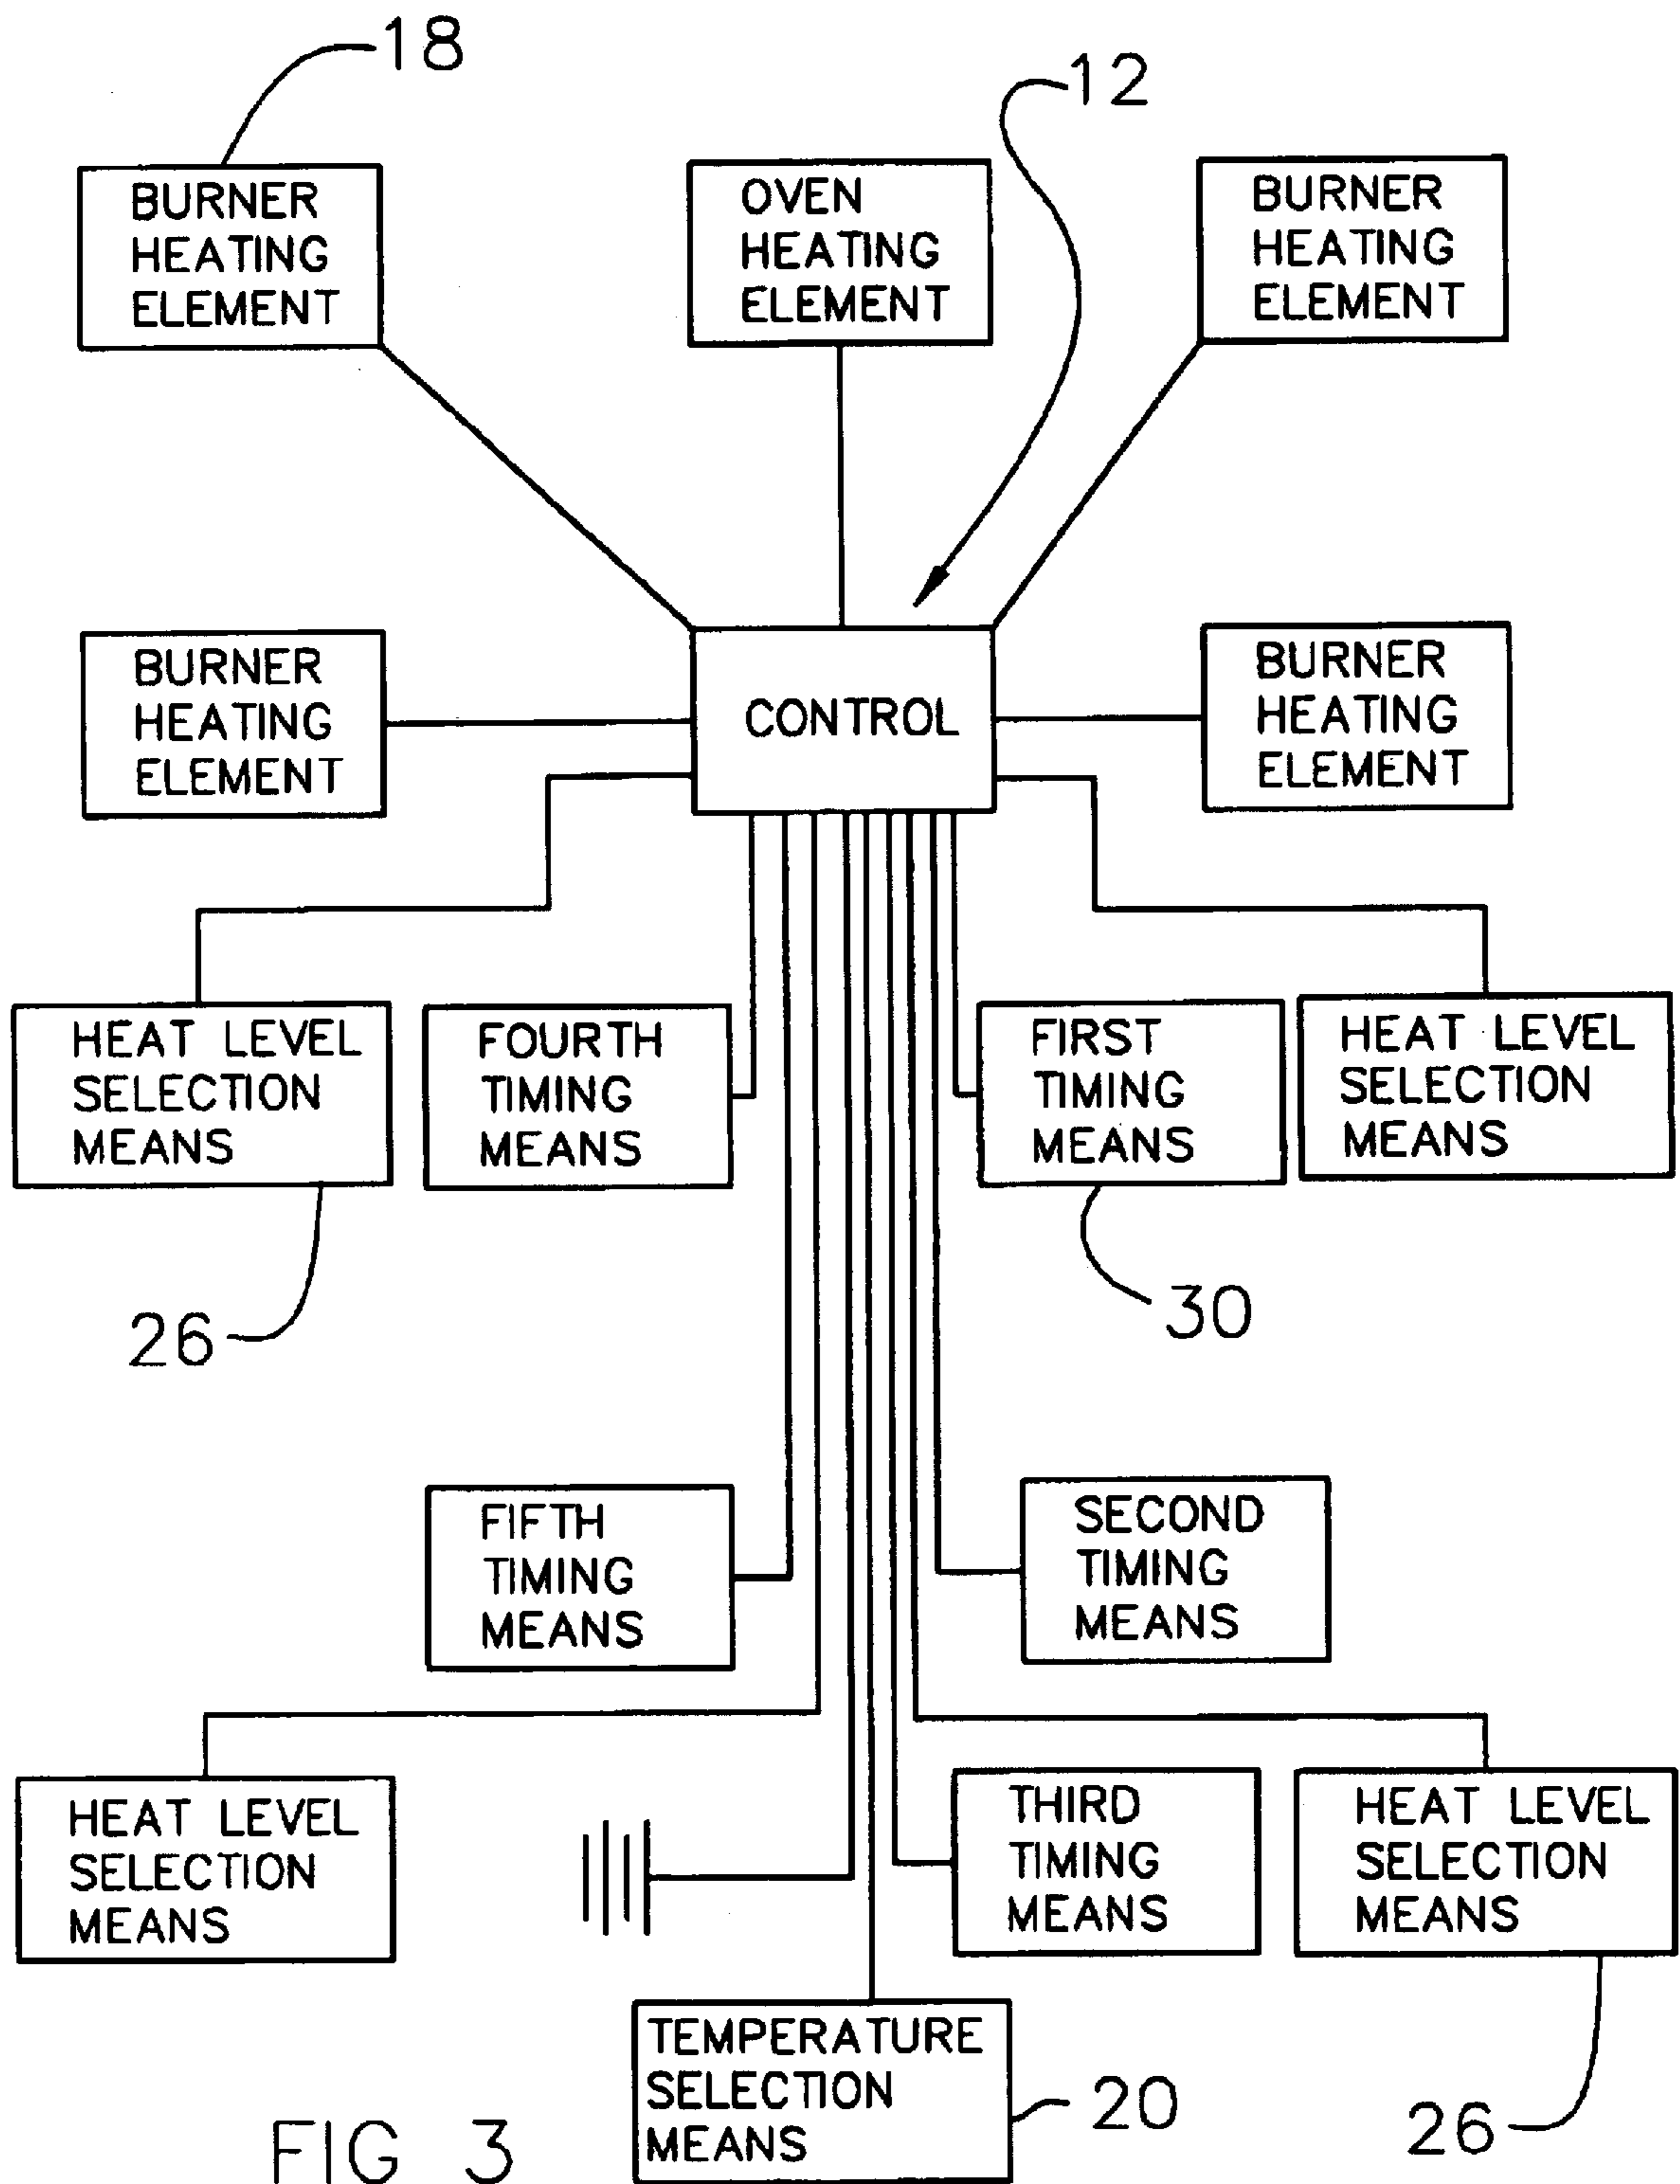 18
12
BURNER
HEATING
ELEMENT
OVEN
HEATING
ELEMENT
BURNER
HEATING
ELEMENT
BURNER
HEATING
ELEMENT
CONTROL
BURNER
HEATING
ELEMENT
HEAT LEVEL
SELECTION
MEANS
FOURTH
TIMING
MEANS
FIRST
TIMING
MEANS
HEAT LEVEL
SELECTION
MEANS
26
30
FIFTH
TIMING
MEANS
SECOND
TIMING
MEANS
HEAT LEVEL
SELECTION
MEANS
THIRD
TIMING
MEANS
HEAT LEVEL
SELECTION
MEANS
TEMPERATURE
SELECTION
MEANS
20
26
FIG 3